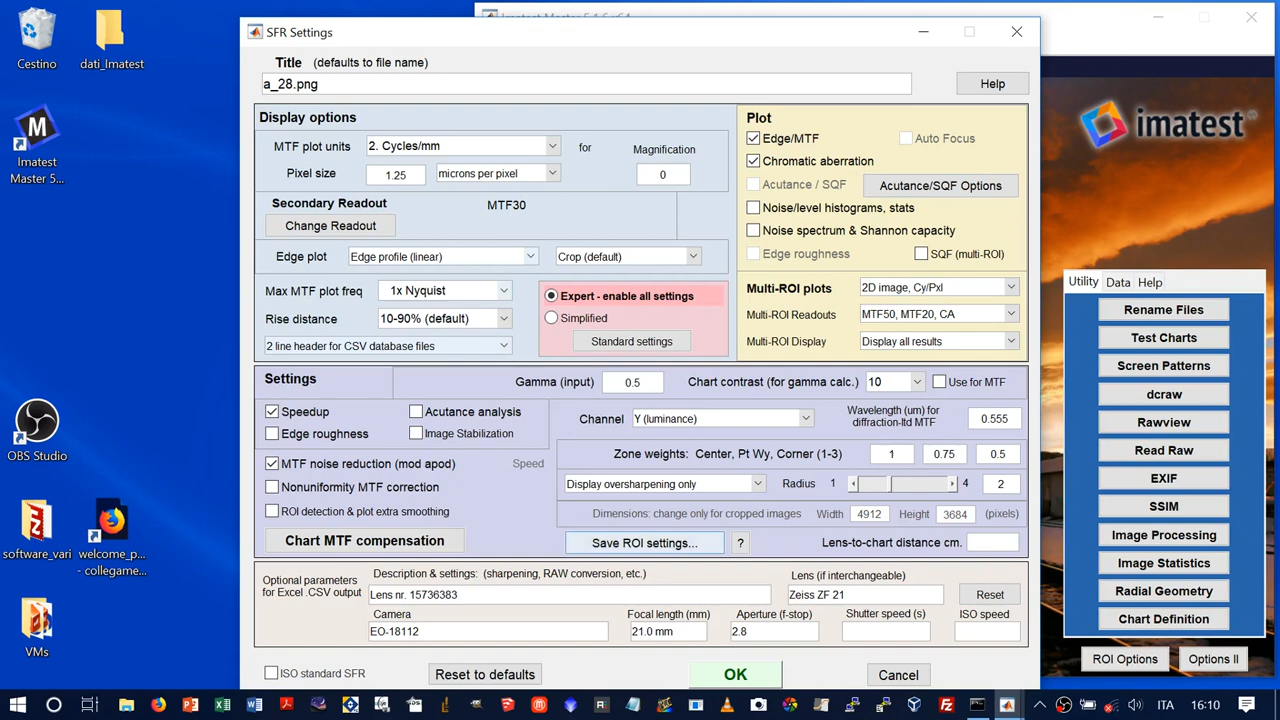 Cestino
dati_Imatest
Imatest Master 5...
OBS Studio
software_vari
welcome_p... - collegame...
VMs
SFR Settings
Title (defaults to file name)
a_28.png
Help
Display options
MTF plot units 2. Cycles/mm for Magnification
Pixel size 1.25 microns per pixel 0
Secondary Readout MTF30
Change Readout
Edge plot Edge profile (linear) Crop (default)
Max MTF plot freq 1x Nyquist
Rise distance 10-90% (default)
2 line header for CSV database files
Expert - enable all settings
Simplified
Standard settings
Plot
Edge/MTF Auto Focus
Chromatic aberration
Acutance / SQF Acutance/SQF Options
Noise/level histograms, stats
Noise spectrum & Shannon capacity
Edge roughness SQF (multi-ROI)
Multi-ROI plots 2D image, Cy/Pxl
Multi-ROI Readouts MTF50, MTF20, CA
Multi-ROI Display Display all results
Settings
Gamma (input) 0.5 Chart contrast (for gamma calc.) 10 Use for MTF
Speedup Acutance analysis
Edge roughness Image Stabilization
MTF noise reduction (mod apod) Speed
Nonuniformity MTF correction
ROI detection & plot extra smoothing
Chart MTF compensation
Channel Y (luminance) Wavelength (um) for diffraction-ltd MTF 0.555
Zone weights: Center, Pt Wy, Corner (1-3) 1 0.75 0.5
Display oversharpening only Radius 1 4 2
Dimensions: change only for cropped images Width 4912 Height 3684 (pixels)
Save ROI settings... ? Lens-to-chart distance cm.
Optional parameters for Excel .CSV output
Description & settings: (sharpening, RAW conversion, etc.) Lens (if interchangeable)
Lens nr. 15736383 Zeiss ZF 21 Reset
Camera Focal length (mm) Aperture (f-stop) Shutter speed (s) ISO speed
EO-18112 21.0 mm 2.8
ISO standard SFR Reset to defaults OK Cancel
imatest
Utility Data Help
Rename Files
Test Charts
Screen Patterns
dcraw
Rawview
Read Raw
EXIF
SSIM
Image Processing
Image Statistics
Radial Geometry
Chart Definition
ROI Options Options II
ITA 16:10